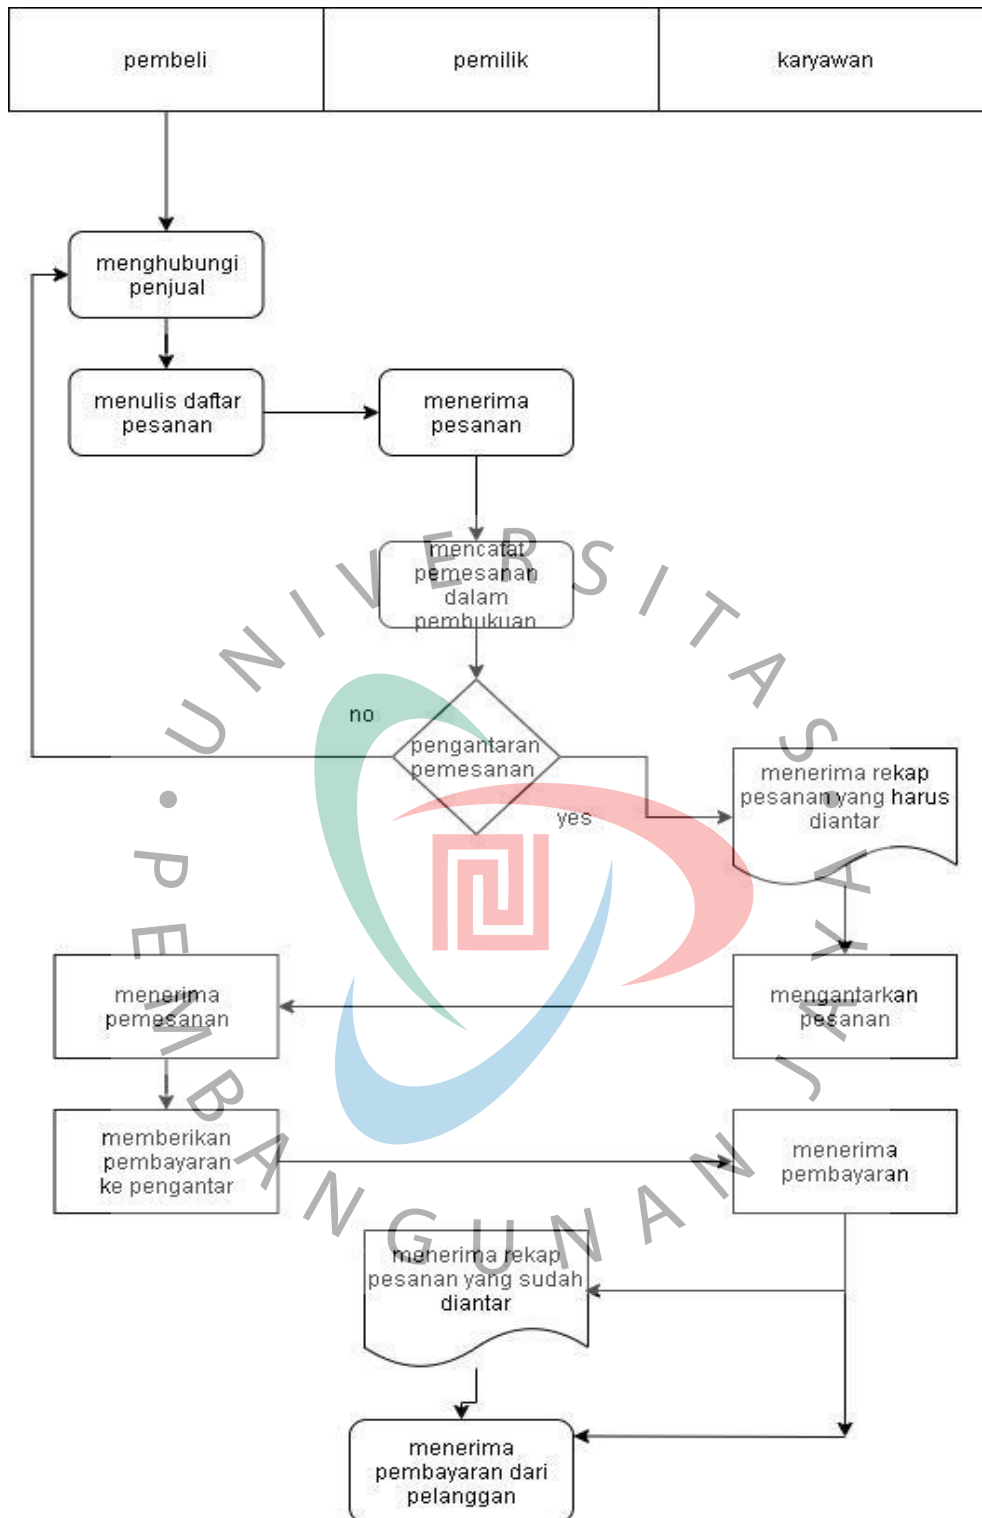 pembeli
pemilik
karyawan
menghubungi
penjual
menulis daftar
pesanan
menerima
pesanan
mencatat
pemesanan
dalam
pembukuan
no
pengantaran
pemesanan
yes
menerima rekap
pesanan yang harus
diantar
menerima
pemesanan
mengantarkan
pesanan
memberikan
pembayaran
ke pengantar
menerima
pembayaran
menerima rekap
pesanan yang sudah
diantar
menerima
pembayaran dari
pelanggan
UNIVERSITAS
PEMBANGUNAN JAYA